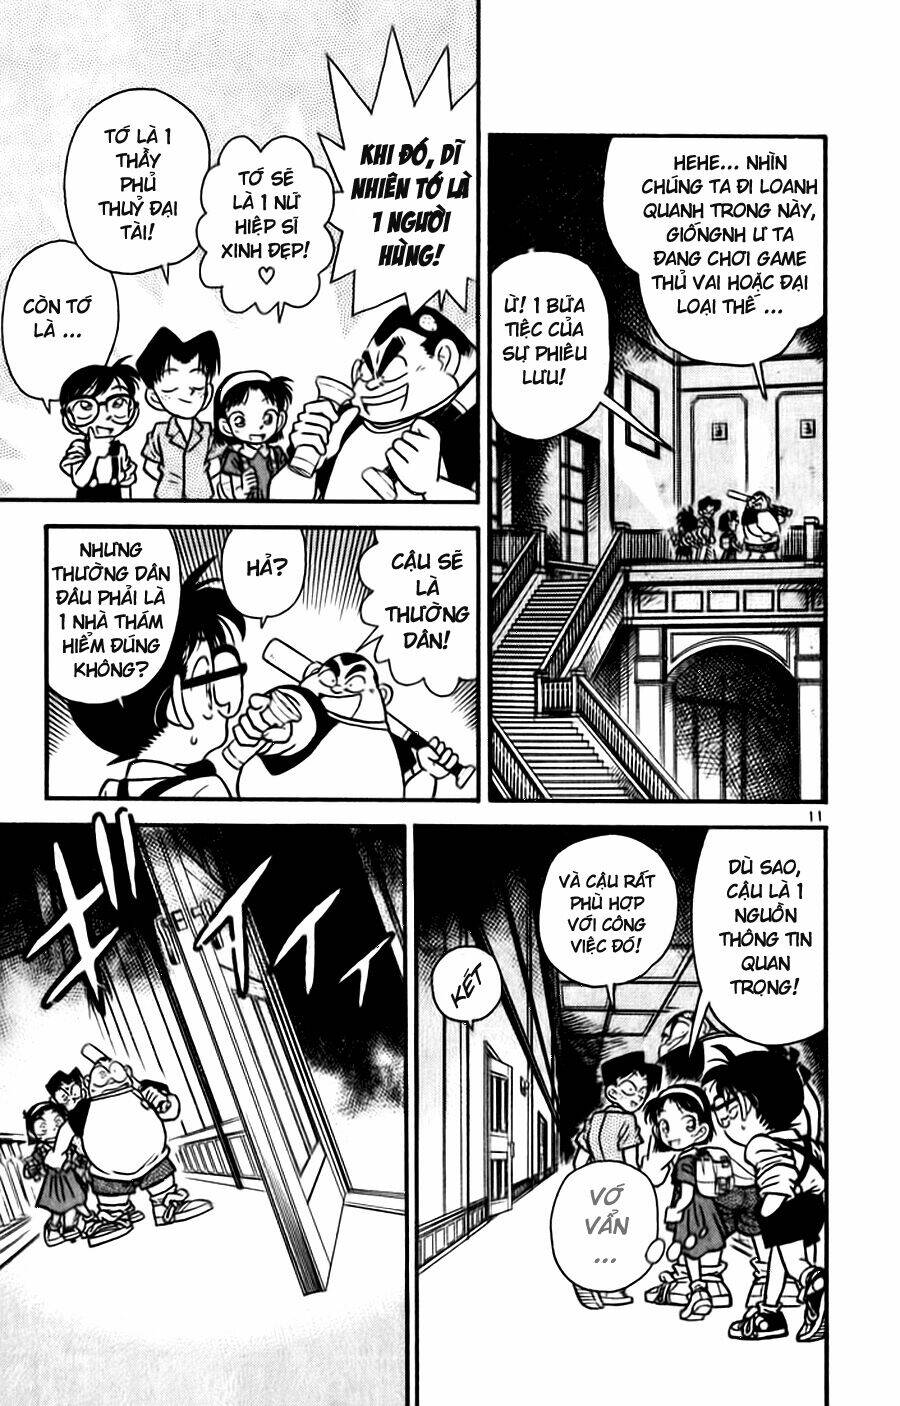 HEHE... NHÌN
CHÚNG TA ĐI LOANH
QUANH TRONG NÀY,
GIỐNGNH Ư TA
ĐANG CHƠI GAME
THỦ VAI HOẶC ĐẠI
LOẠI THẾ ...
Ừ! 1 BỮA
TIỆC CỦA
SỰ PHIÊU
LƯU!
KHI ĐÓ, DĨ
NHIÊN TỚ LÀ
1 NGƯỜI
HÙNG!
TỚ SẼ
LÀ 1 NỮ
HIỆP SĨ
XINH ĐẸP!
♡
TỚ LÀ 1
THẦY
PHỦ
THUỶ ĐẠI
TÀI!
CÒN TỚ
LÀ ...
CẬU SẼ
LÀ
THƯỜNG
DÂN!
HẢ?
NHƯNG
THƯỜNG DÂN
ĐÂU PHẢI LÀ
1 NHÀ THÁM
HIỂM ĐÚNG
KHÔNG?
11
DÙ SAO,
CẬU LÀ 1
NGUỒN
THÔNG TIN
QUAN
TRỌNG!
VÀ CẬU RẤT
PHÙ HỢP
VỚI CÔNG
VIỆC ĐÓ!
KÉT
VỚ
VẨN
...